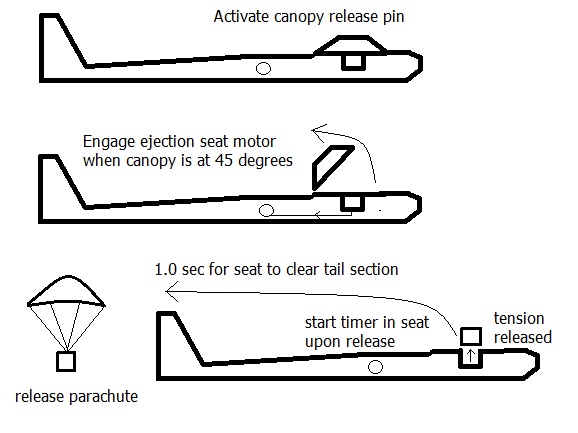 Activate canopy release pin
Engage ejection seat motor
when canopy is at 45 degrees
1.0 sec for seat to clear tail section
start timer in seat
upon release
tension
released
release parachute